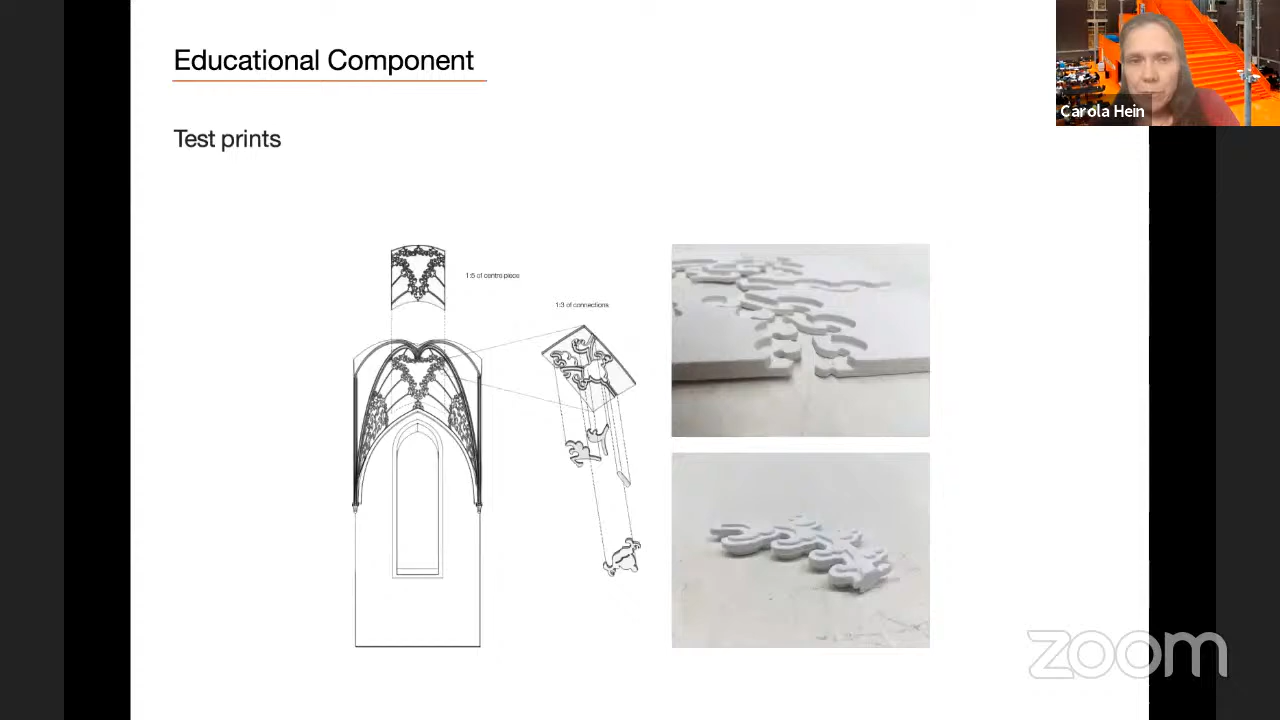 Educational Component
Carola Hein
Test prints
1:5 of centre piece
1:3 of connections
zoom